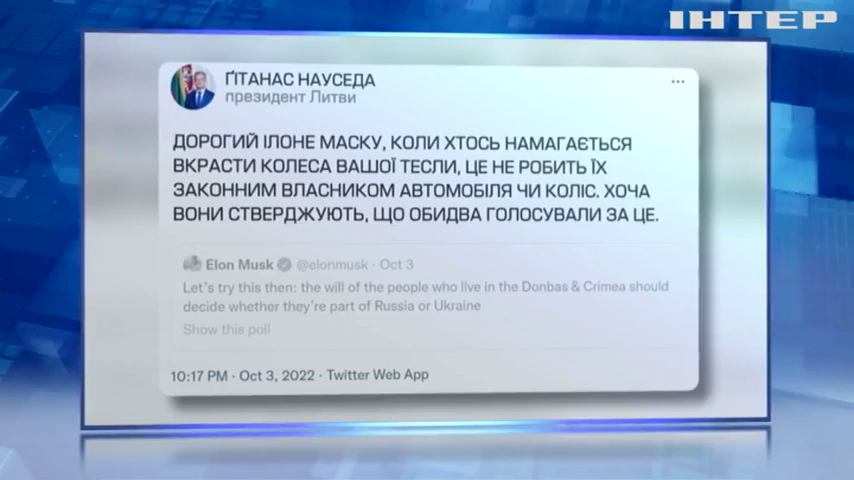 ІНТЕР
ҐІТАНАС НАУСЕДА
президент Литви
ДОРОГИЙ ІЛОНЕ МАСКУ, КОЛИ ХТОСЬ НАМАГАЄТЬСЯ
ВКРАСТИ КОЛЕСА ВАШОЇ ТЕСЛИ, ЦЕ НЕ РОБИТЬ ЇХ
ЗАКОННИМ ВЛАСНИКОМ АВТОМОБІЛЯ ЧИ КОЛІС. ХОЧА
ВОНИ СТВЕРДЖУЮТЬ, ЩО ОБИДВА ГОЛОСУВАЛИ ЗА ЦЕ.
Elon Musk @elonmusk · Oct 3
Let's try this then: the will of the people who live in the Donbas & Crimea should
decide whether they're part of Russia or Ukraine
Show this poll
10:17 PM · Oct 3, 2022 · Twitter Web App